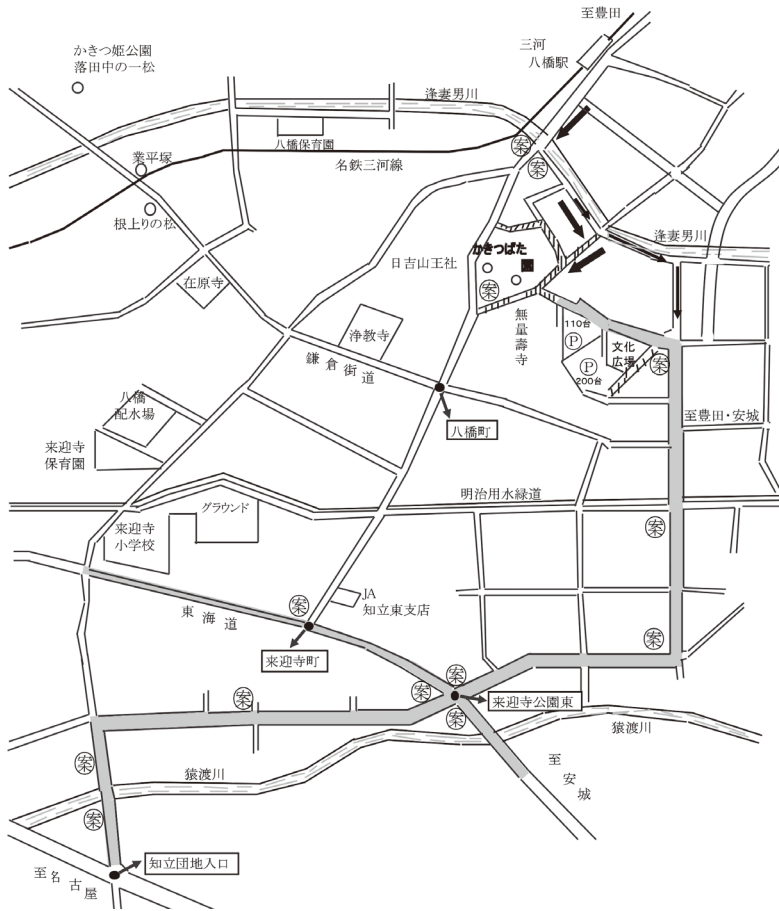 至豊田
三河
八橋駅
かきつ姫公園
落田中の一松
逢妻男川
八橋保育園
名鉄三河線
案
案
業平塚
根上りの松
逢妻男川
かきつばた
園
日吉山王社
案
在原寺
無量壽寺
110台
P
P
200台
文化
広場
案
浄教寺
鎌倉街道
八橋
配水場
八橋町
至豊田・安城
来迎寺
保育園
明治用水緑道
グラウンド
来迎寺
小学校
案
JA
知立東支店
案
東海道
案
来迎寺町
案
案
案
来迎寺公園東
案
猿渡川
案
猿渡川
至安城
案
知立団地入口
至名古屋